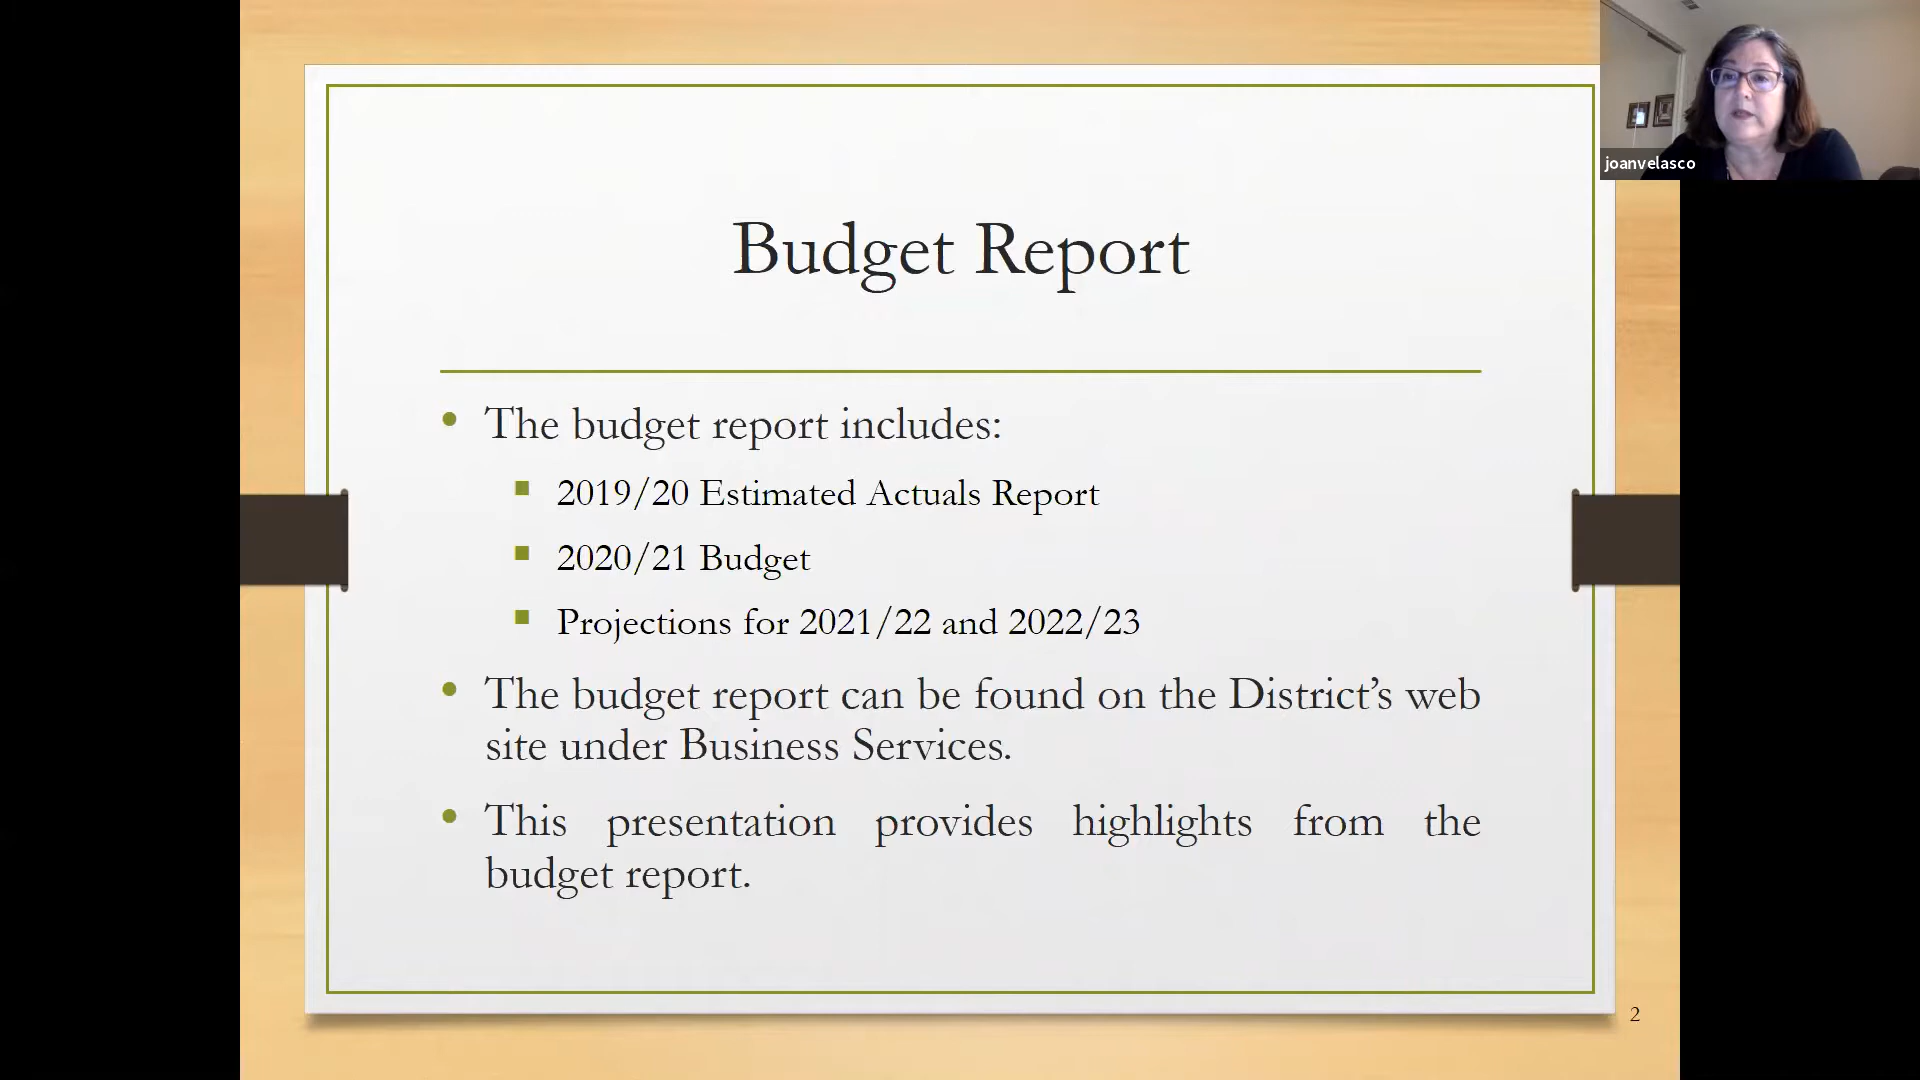 joanvelasco
Budget Report
• The budget report includes:
▪ 2019/20 Estimated Actuals Report
▪ 2020/21 Budget
▪ Projections for 2021/22 and 2022/23
• The budget report can be found on the District’s web
site under Business Services.
• This presentation provides highlights from the
budget report.
2